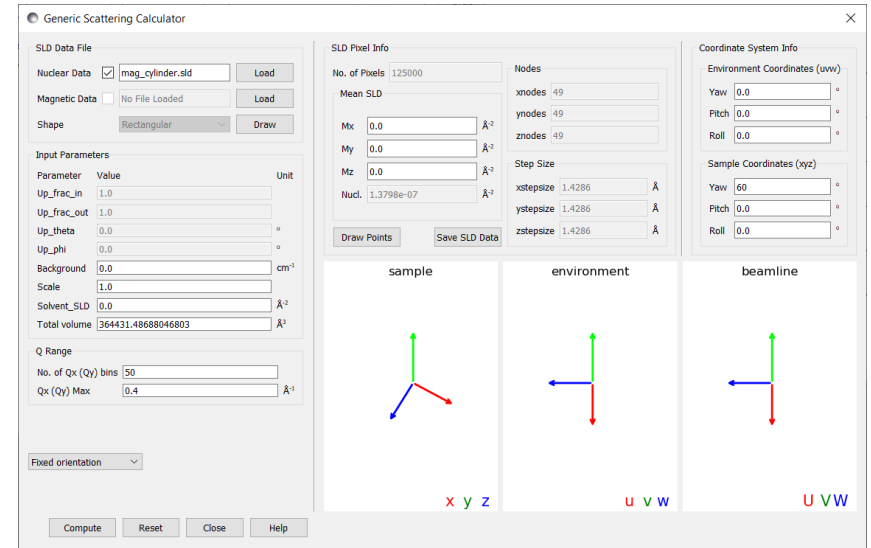 Generic Scattering Calculator
SLD Data File
Nuclear Data mag_cylinder.sld Load
Magnetic Data No File Loaded Load
Shape Rectangular Draw
Input Parameters
Parameter Value Unit
Up_frac_in 1.0
Up_frac_out 1.0
Up_theta 0.0 °
Up_phi 0.0 °
Background 0.0 cm⁻¹
Scale 1.0
Solvent_SLD 0.0 Å⁻²
Total volume 364431.48688046803 Å³
Q Range
No. of Qx (Qy) bins 50
Qx (Qy) Max 0.4 Å⁻¹
Fixed orientation
Compute Reset Close Help
SLD Pixel Info
No. of Pixels 125000
Mean SLD
Mx 0.0 Å⁻²
My 0.0 Å⁻²
Mz 0.0 Å⁻²
Nucl. 1.3798e-07 Å⁻²
Nodes
xnodes 49
ynodes 49
znodes 49
Step Size
xstepsize 1.4286 Å
ystepsize 1.4286 Å
zstepsize 1.4286 Å
Draw Points Save SLD Data
Coordinate System Info
Environment Coordinates (uvw)
Yaw 0.0 °
Pitch 0.0 °
Roll 0.0 °
Sample Coordinates (xyz)
Yaw 60 °
Pitch 0.0 °
Roll 0.0 °
sample environment beamline
x y z u v w U V W